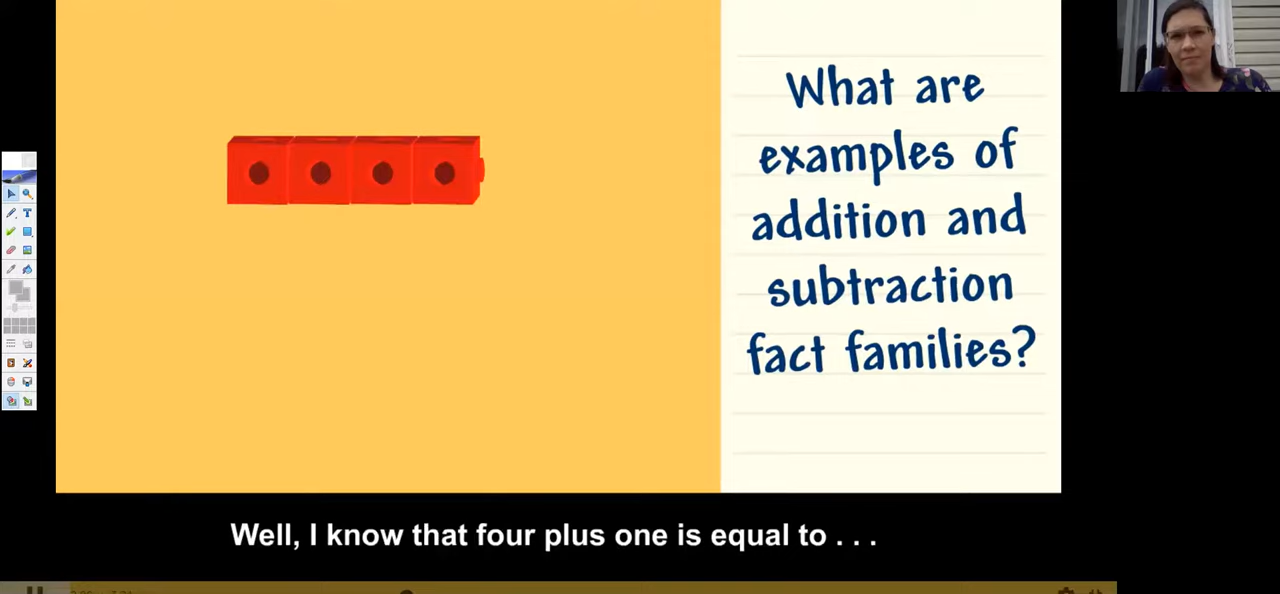 What are
examples of
addition and
subtraction
fact families?
Well, I know that four plus one is equal to . . .